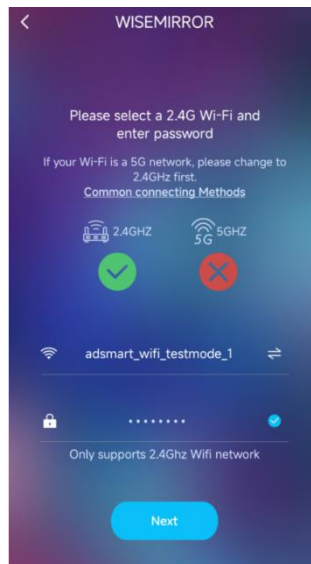 WISEMIRROR
Please select a 2.4G Wi-Fi and
enter password
If your Wi-Fi is a 5G network, please change to
2.4GHz first.
Common connecting Methods
2.4GHZ
5G 5GHZ
adsmart_wifi_testmode_1
Only supports 2.4Ghz Wifi network
Next